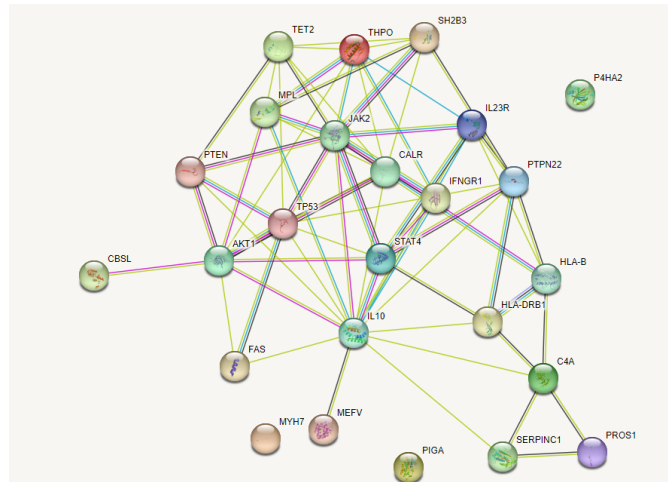 TET2
THPO
SH2B3
P4HA2
MPL
IL23R
JAK2
PTEN
CALR
PTPN22
IFNGR1
TP53
AKT1
STAT4
CBSL
HLA-B
HLA-DRB1
IL10
FAS
C4A
MEFV
MYH7
SERPINC1
PROS1
PIGA